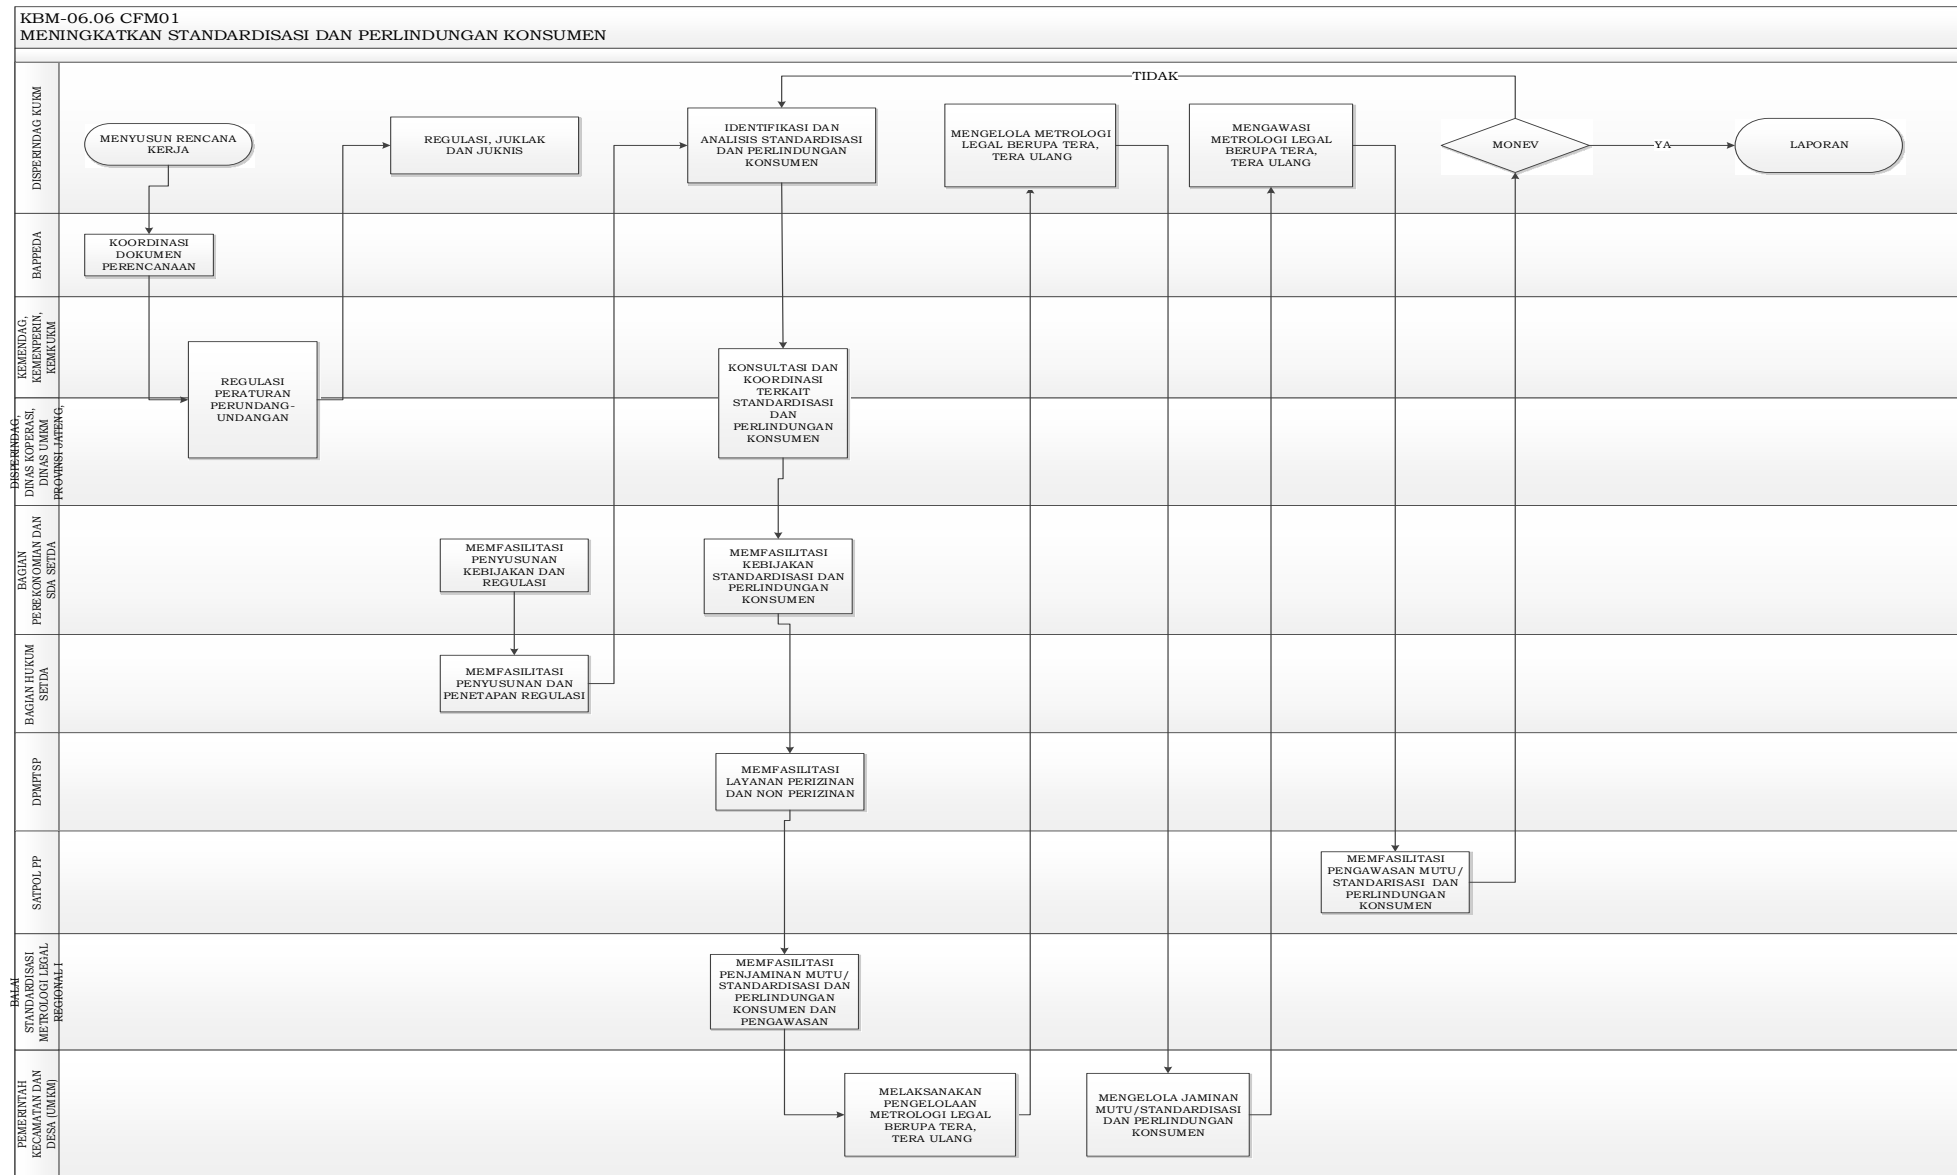 KBM-06.06 CFM01
MENINGKATKAN STANDARDISASI DAN PERLINDUNGAN KONSUMEN
DISPERINDAG KUKM
MENYUSUN RENCANA
KERJA
REGULASI, JUKLAK
DAN JUKNIS
IDENTIFIKASI DAN
ANALISIS STANDARDISASI
DAN PERLINDUNGAN
KONSUMEN
MENGELOLA METROLOGI
LEGAL BERUPA TERA,
TERA ULANG
MENGAWASI
METROLOGI LEGAL
BERUPA TERA,
TERA ULANG
TIDAK
MONEV
YA
LAPORAN
BAPPEDA
KOORDINASI
DOKUMEN
PERENCANAAN
KEMENDAG,
KEMENPERIN,
KEMKUKM
REGULASI
PERATURAN
PERUNDANG-
UNDANGAN
KONSULTASI DAN
KOORDINASI
TERKAIT
STANDARDISASI
DAN
PERLINDUNGAN
KONSUMEN
DISPERINDAG,
DINAS KOPERASI,
DINAS UMKM
PROVINSI JATENG,
BAGIAN
PEREKONOMIAN DAN
SDA SETDA
MEMFASILITASI
PENYUSUNAN
KEBIJAKAN DAN
REGULASI
MEMFASILITASI
KEBIJAKAN
STANDARDISASI DAN
PERLINDUNGAN
KONSUMEN
BAGIAN HUKUM
SETDA
MEMFASILITASI
PENYUSUNAN DAN
PENETAPAN REGULASI
DPMPTSP
MEMFASILITASI
LAYANAN PERIZINAN
DAN NON PERIZINAN
SATPOL PP
MEMFASILITASI
PENGAWASAN MUTU/
STANDARISASI DAN
PERLINDUNGAN
KONSUMEN
BALAI
STANDARDISASI
METROLOGI LEGAL
REGIONAL I
MEMFASILITASI
PENJAMINAN MUTU/
STANDARDISASI DAN
PERLINDUNGAN
KONSUMEN DAN
PENGAWASAN
PEMERINTAH
KECAMATAN DAN
DESA (UMKM)
MELAKSANAKAN
PENGELOLAAN
METROLOGI LEGAL
BERUPA TERA,
TERA ULANG
MENGELOLA JAMINAN
MUTU/STANDARDISASI
DAN PERLINDUNGAN
KONSUMEN